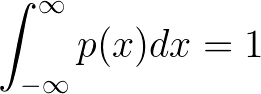 ∫_{-∞}^{∞} p(x)dx = 1